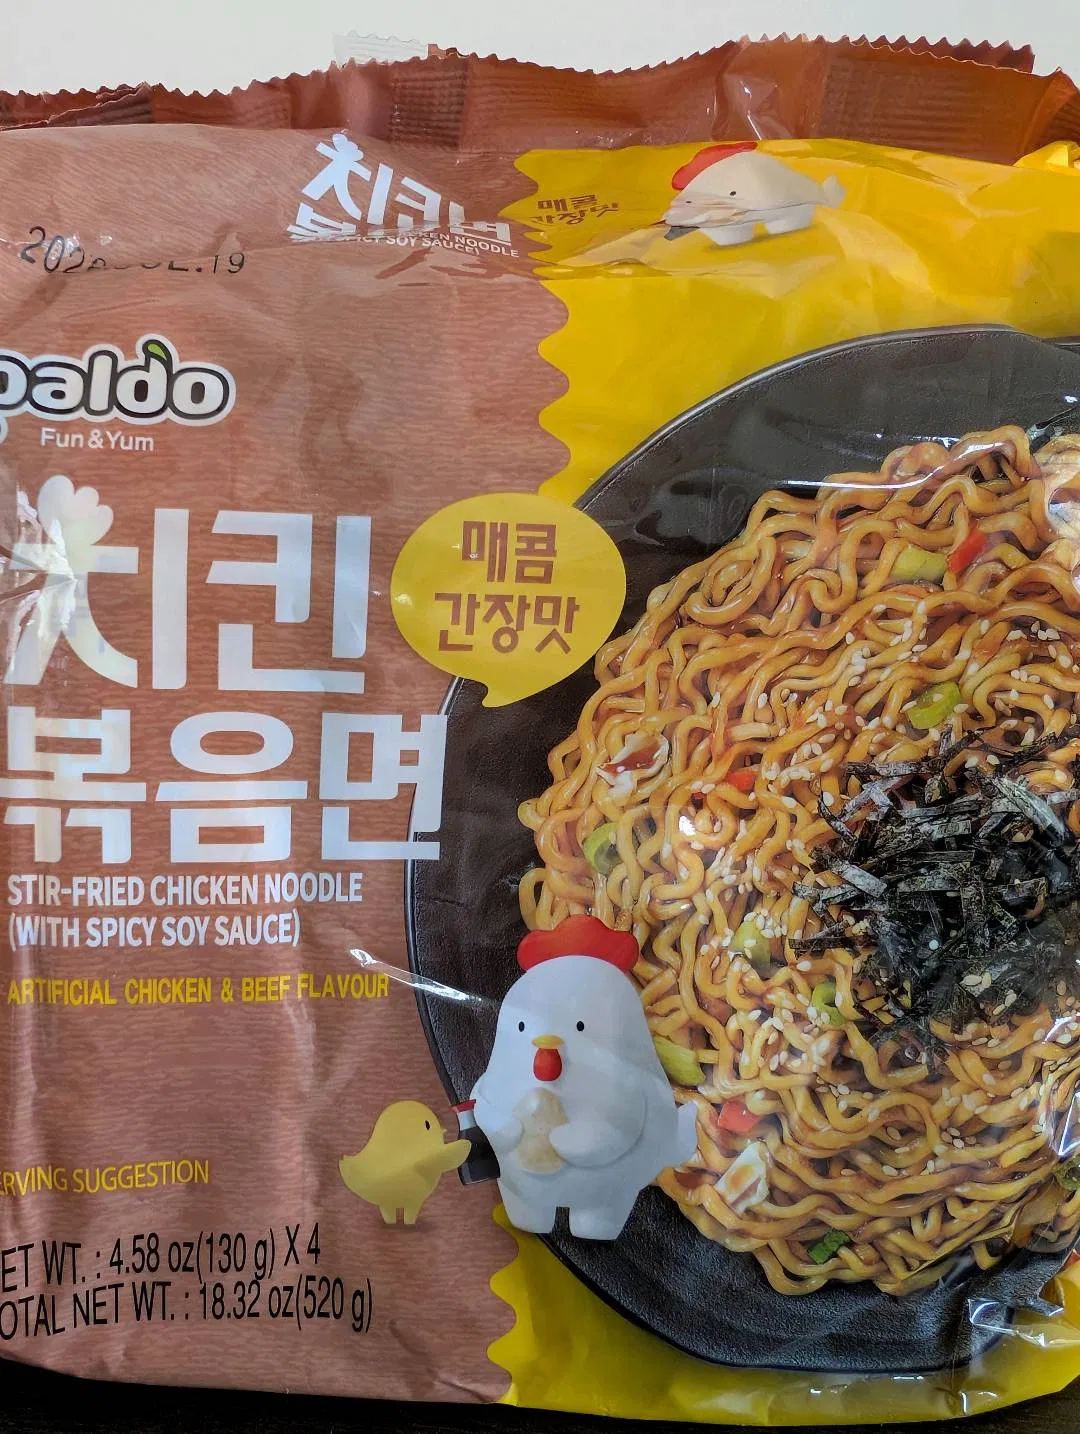 치킨
매콤
간장맛
SPICY SOY SAUCE)
paldo
Fun & Yum
치킨
매콤
간장맛
볶음면
STIR-FRIED CHICKEN NOODLE
(WITH SPICY SOY SAUCE)
ARTIFICIAL CHICKEN & BEEF FLAVOUR
ERVING SUGGESTION
ET WT. : 4.58 oz(130 g) X 4
OTAL NET WT. : 18.32 oz(520 g)